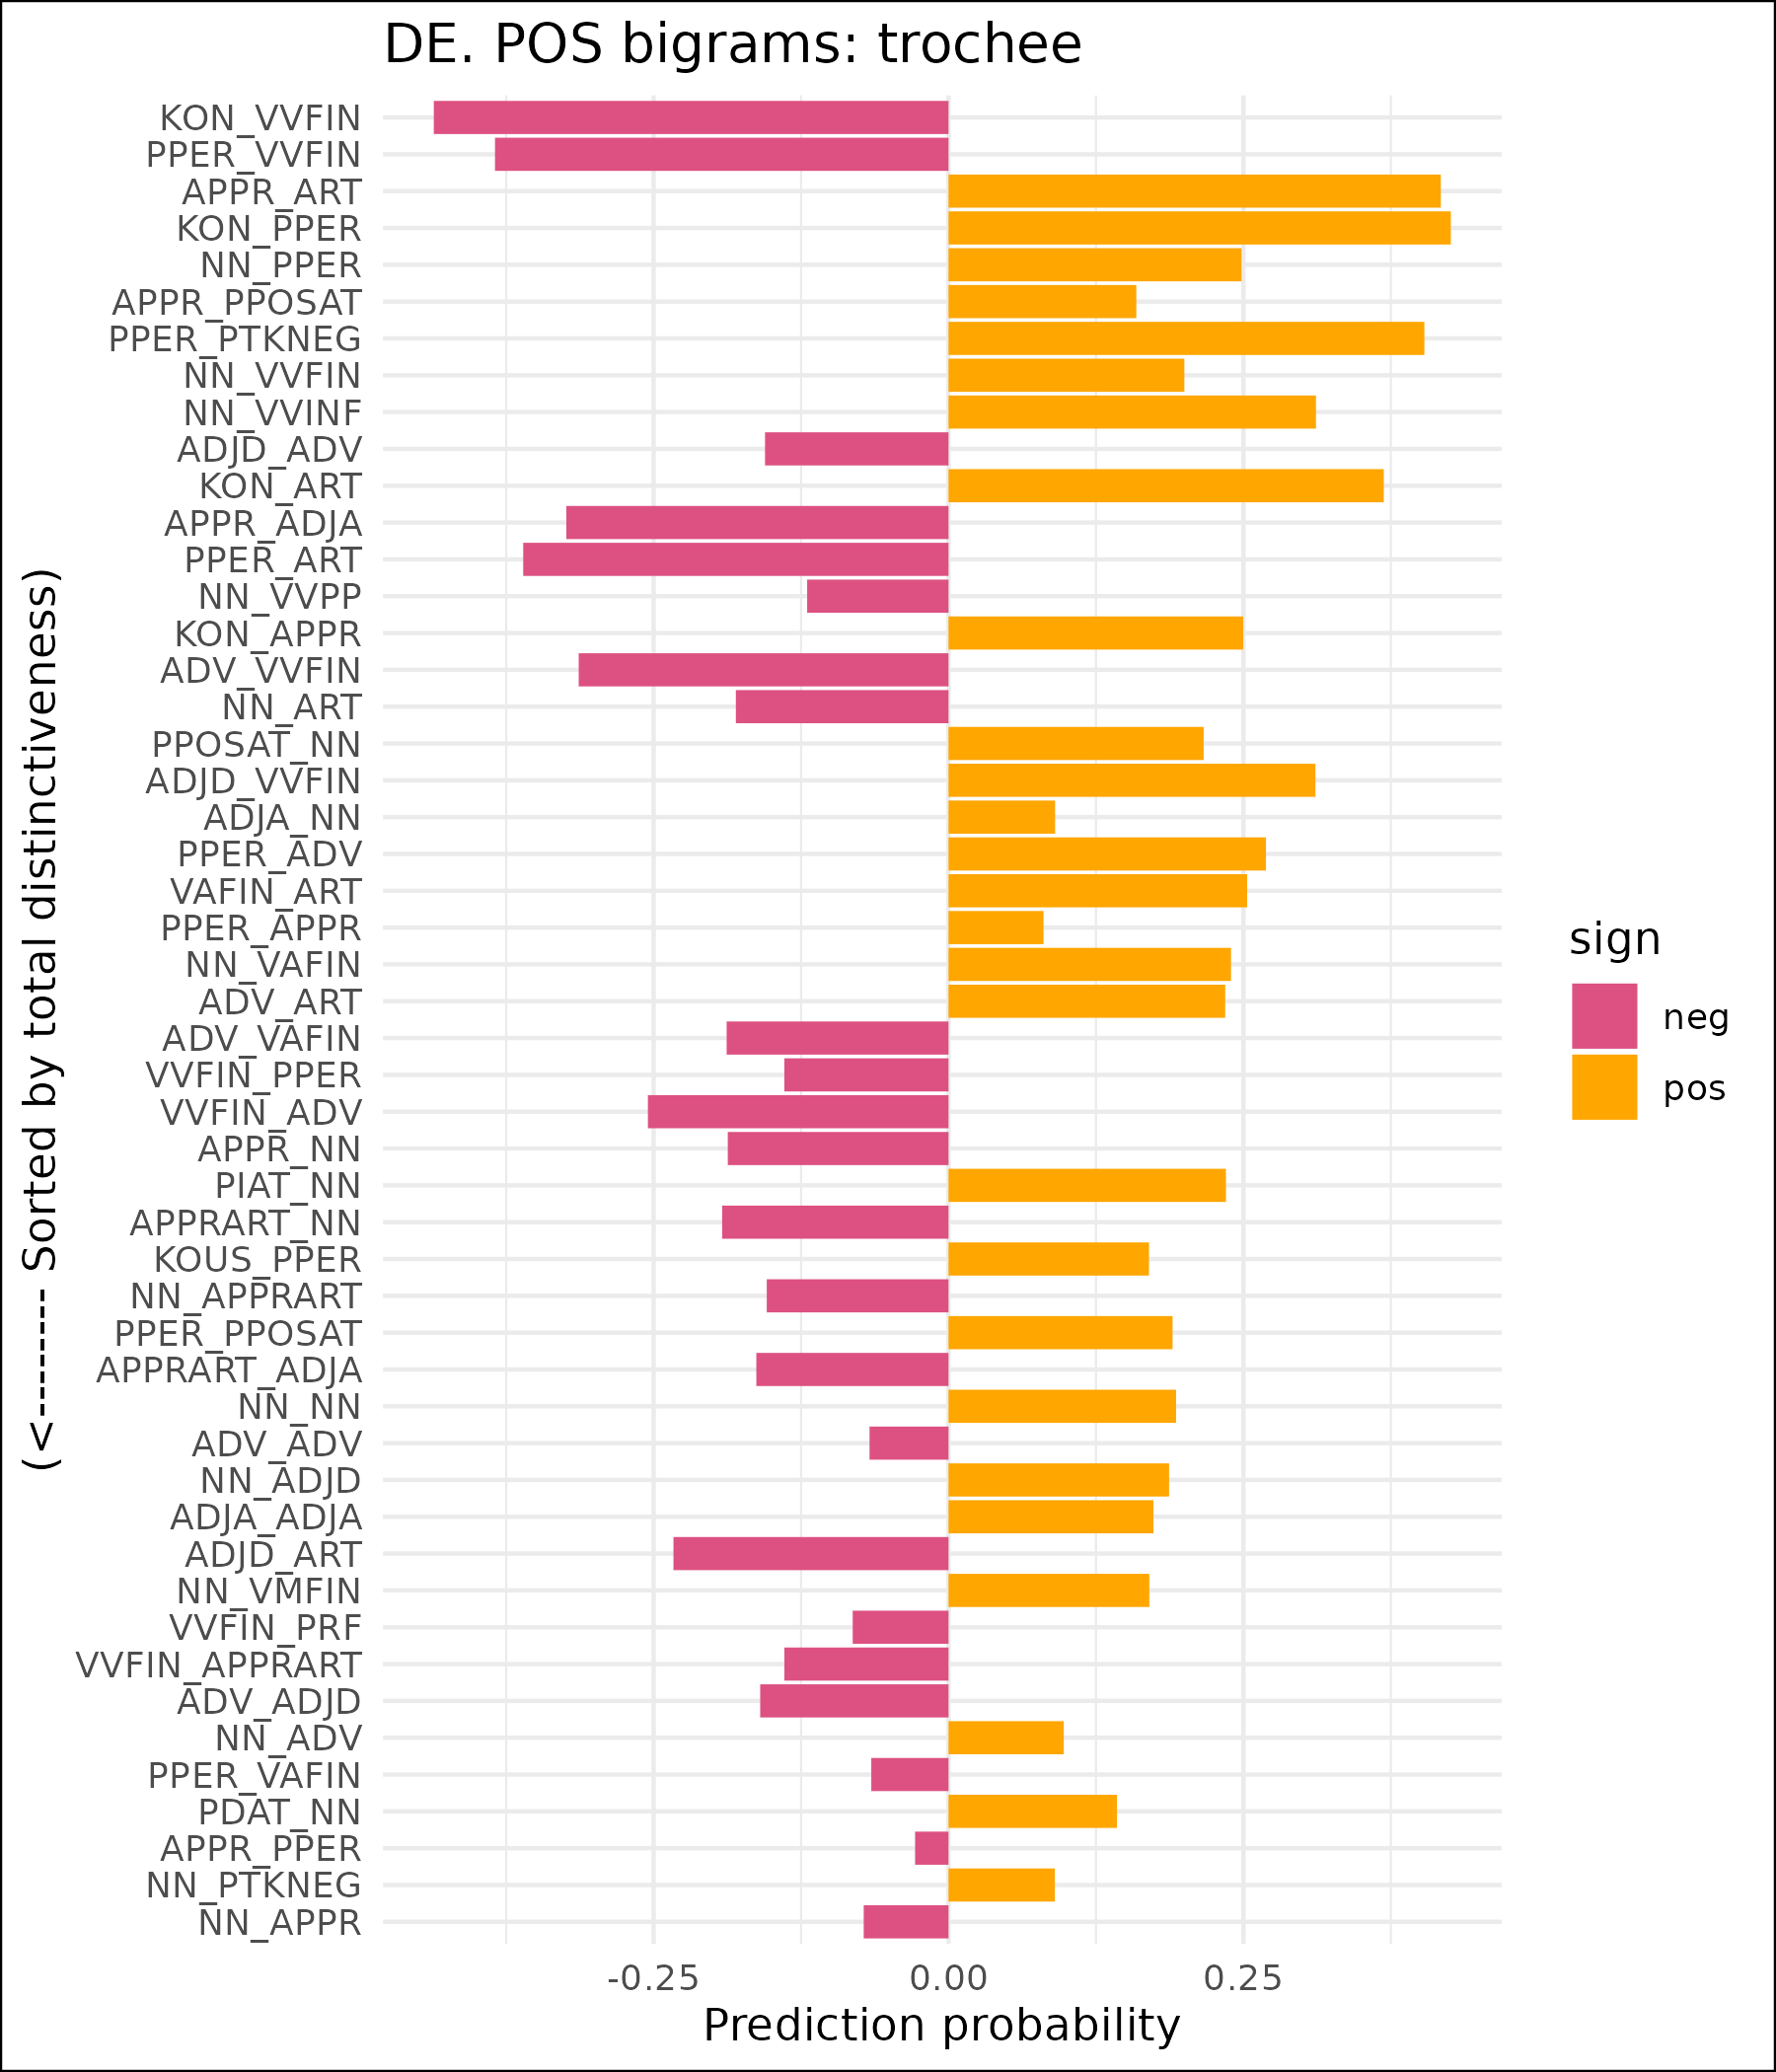 DE. POS bigrams: trochee
KON_VVFIN
PPER_VVFIN
APPR_ART
KON_PPER
NN_PPER
APPR_PPOSAT
PPER_PTKNEG
NN_VVFIN
NN_VVINF
ADJD_ADV
KON_ART
APPR_ADJA
PPER_ART
NN_VVPP
KON_APPR
ADV_VVFIN
NN_ART
PPOSAT_NN
ADJD_VVFIN
ADJA_NN
PPER_ADV
VAFIN_ART
PPER_APPR
NN_VAFIN
ADV_ART
ADV_VAFIN
VVFIN_PPER
VVFIN_ADV
APPR_NN
PIAT_NN
APPRART_NN
KOUS_PPER
NN_APPRART
PPER_PPOSAT
APPRART_ADJA
NN_NN
ADV_ADV
NN_ADJD
ADJA_ADJA
ADJD_ART
NN_VMFIN
VVFIN_PRF
VVFIN_APPRART
ADV_ADJD
NN_ADV
PPER_VAFIN
PDAT_NN
APPR_PPER
NN_PTKNEG
NN_APPR
(<--------- Sorted by total distinctiveness)
-0.25 0.00 0.25
Prediction probability
sign
neg
pos